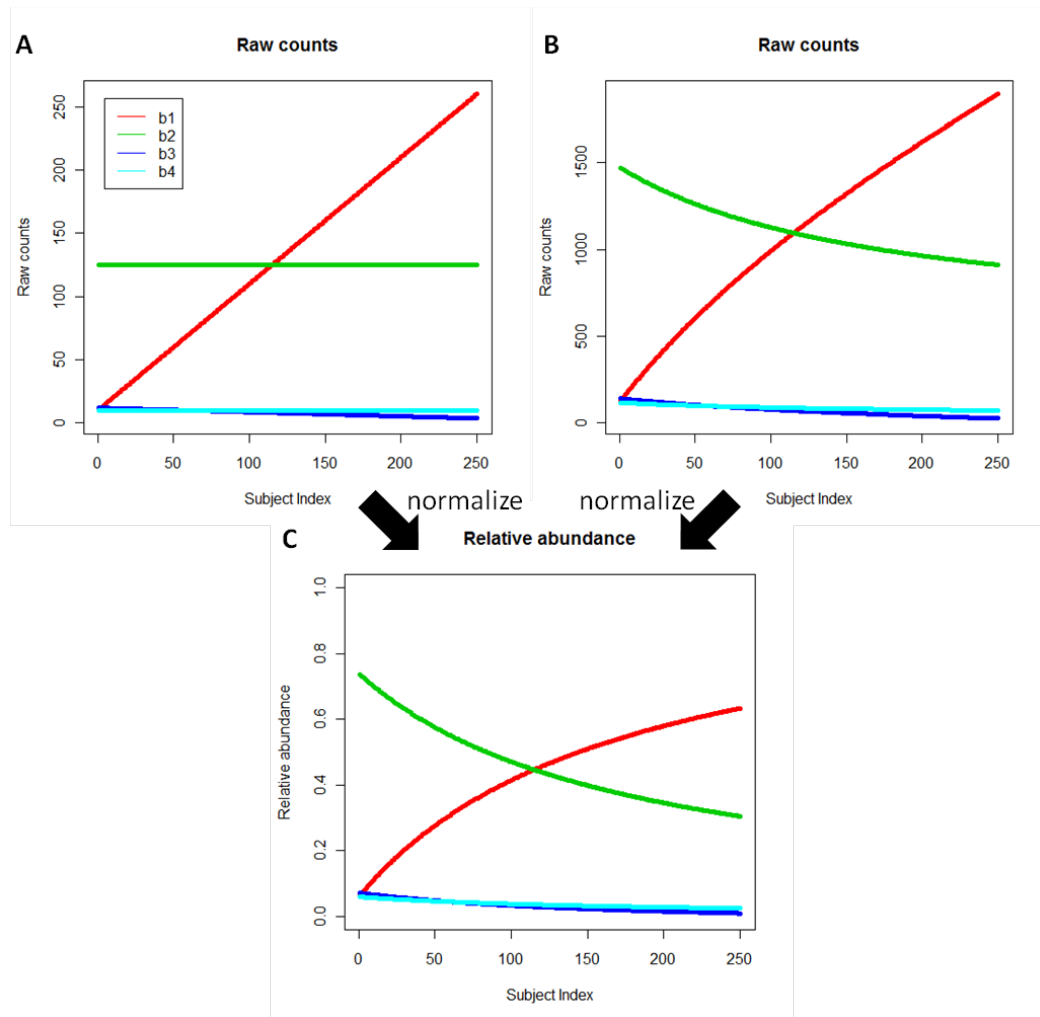 A
Raw counts
b1
b2
b3
b4
Raw counts
0
50
100
150
200
250
0 50 100 150 200 250
Subject Index
B
Raw counts
Raw counts
0
500
1000
1500
0 50 100 150 200 250
Subject Index
normalize
normalize
C
Relative abundance
Relative abundance
0.0
0.2
0.4
0.6
0.8
1.0
0 50 100 150 200 250
Subject Index